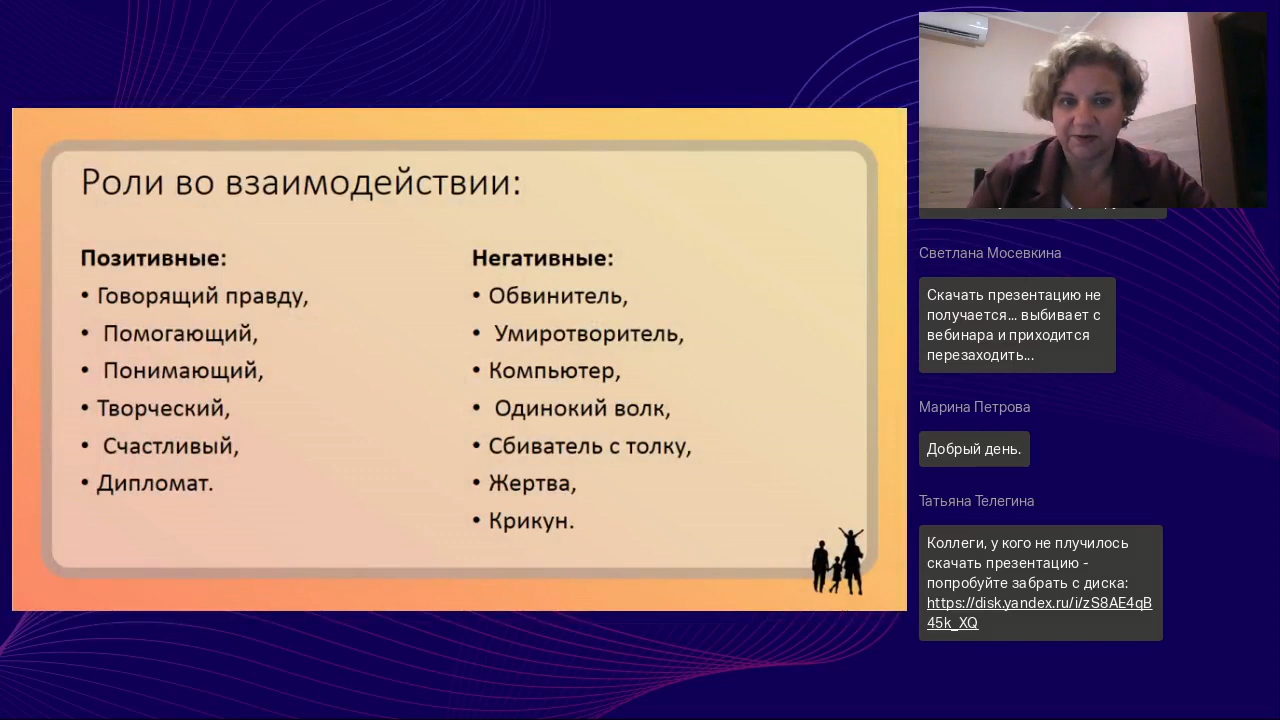 Роли во взаимодействии:
Позитивные:
• Говорящий правду,
• Помогающий,
• Понимающий,
• Творческий,
• Счастливый,
• Дипломат.
Негативные:
• Обвинитель,
• Умиротворитель,
• Компьютер,
• Одинокий волк,
• Сбиватель с толку,
• Жертва,
• Крикун.
Светлана Мосевкина
Скачать презентацию не
получается... выбивает с
вебинара и приходится
перезаходить...
Марина Петрова
Добрый день.
Татьяна Телегина
Коллеги, у кого не плучилось
скачать презентацию -
попробуйте забрать с диска:
https://disk.yandex.ru/i/zS8AE4qB
45k_XQ